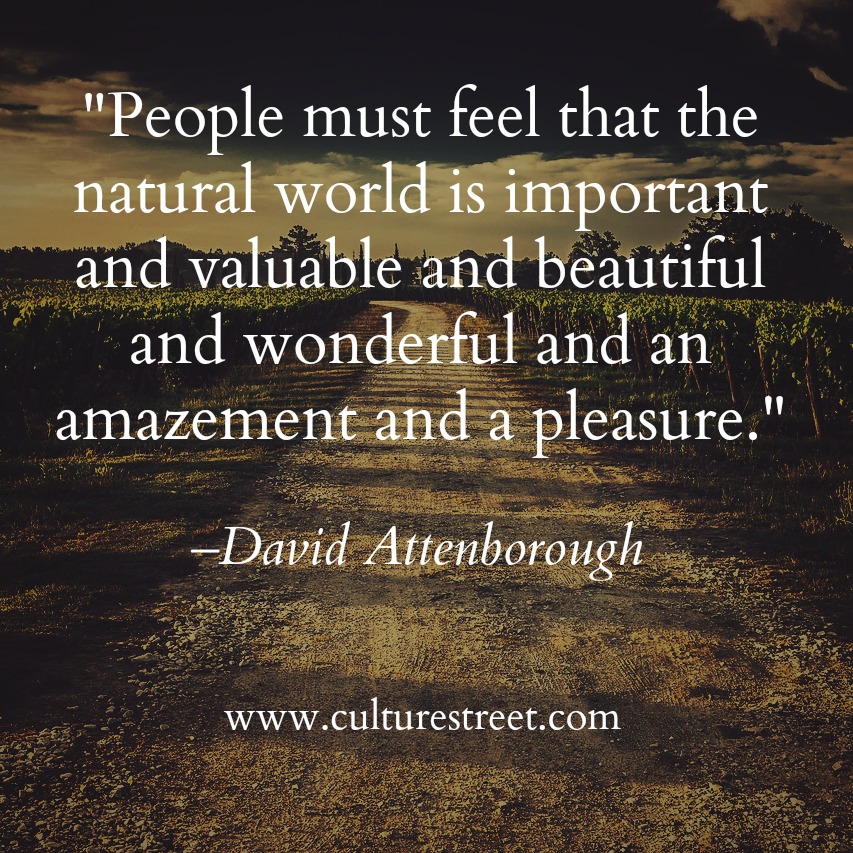 "People must feel that the
natural world is important
and valuable and beautiful
and wonderful and an
amazement and a pleasure."
–David Attenborough
www.culturestreet.com